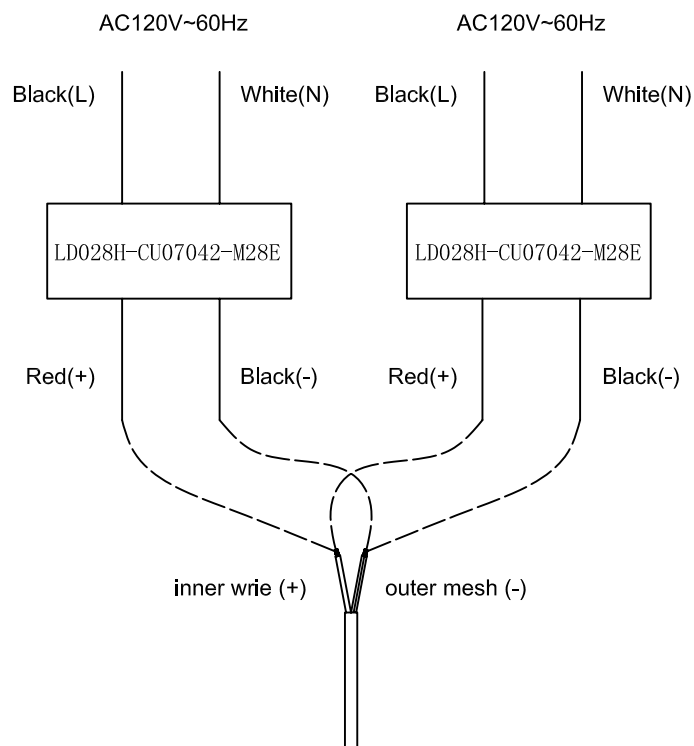 AC120V~60Hz AC120V~60Hz
Black(L) White(N) Black(L) White(N)
LD028H-CU07042-M28E LD028H-CU07042-M28E
Red(+) Black(-) Red(+) Black(-)
inner wrie (+) outer mesh (-)